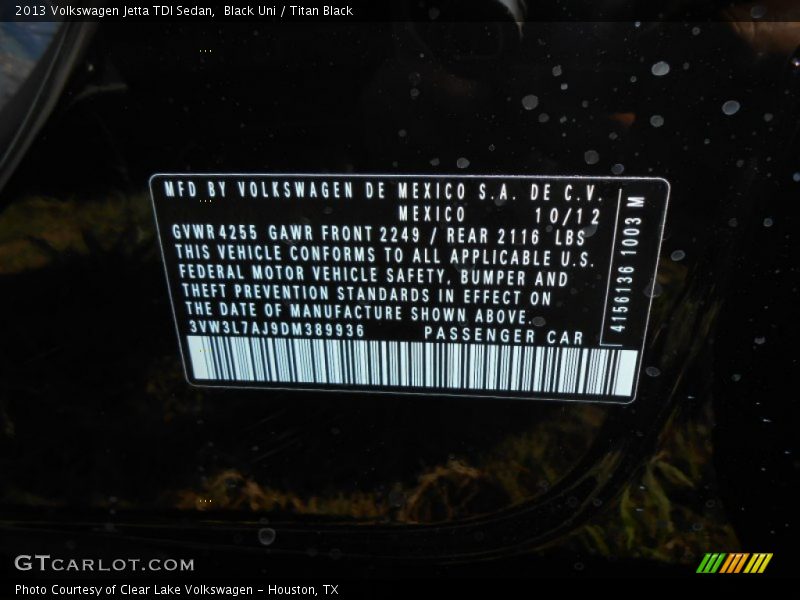 2013 Volkswagen Jetta TDI Sedan,  Black Uni / Titan Black
MFD BY VOLKSWAGEN DE MEXICO S.A. DE C.V.
MEXICO 10/12
GVWR 4255 GAWR FRONT 2249 / REAR 2116 LBS
THIS VEHICLE CONFORMS TO ALL APPLICABLE U.S.
FEDERAL MOTOR VEHICLE SAFETY, BUMPER AND
THEFT PREVENTION STANDARDS IN EFFECT ON
THE DATE OF MANUFACTURE SHOWN ABOVE.
3VW3L7AJ9DM389936 PASSENGER CAR
4156136 1003 M
GTCARLOT.COM
Photo Courtesy of Clear Lake Volkswagen - Houston, TX